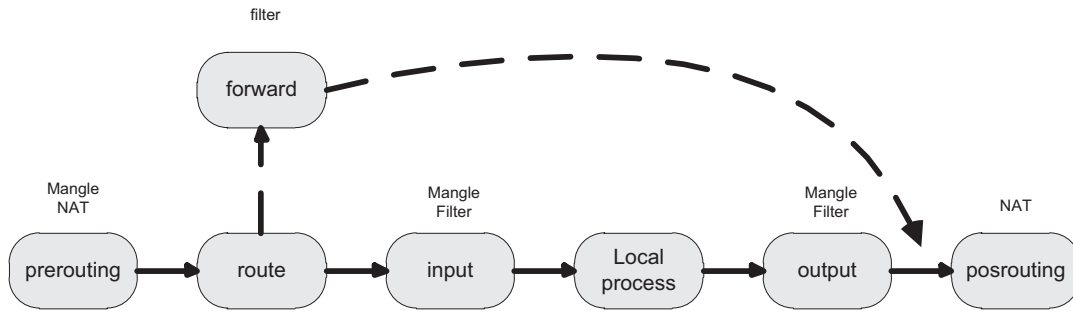 filter
forward
Mangle
NAT
Mangle
Filter
Mangle
Filter
NAT
prerouting
route
input
Local
process
output
posrouting